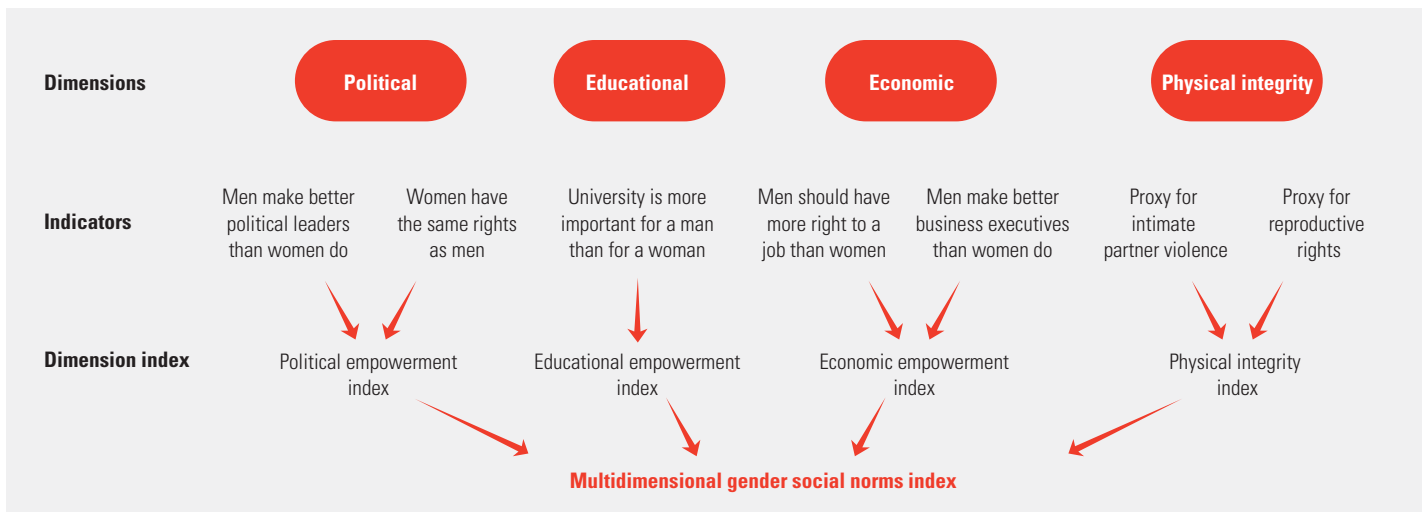 Dimensions
Political
Educational
Economic
Physical integrity
Indicators
Men make better
political leaders
than women do
Women have
the same rights
as men
University is more
important for a man
than for a woman
Men should have
more right to a
job than women
Men make better
business executives
than women do
Proxy for
intimate
partner violence
Proxy for
reproductive
rights
Dimension index
Political empowerment
index
Educational empowerment
index
Economic empowerment
index
Physical integrity
index
Multidimensional gender social norms index